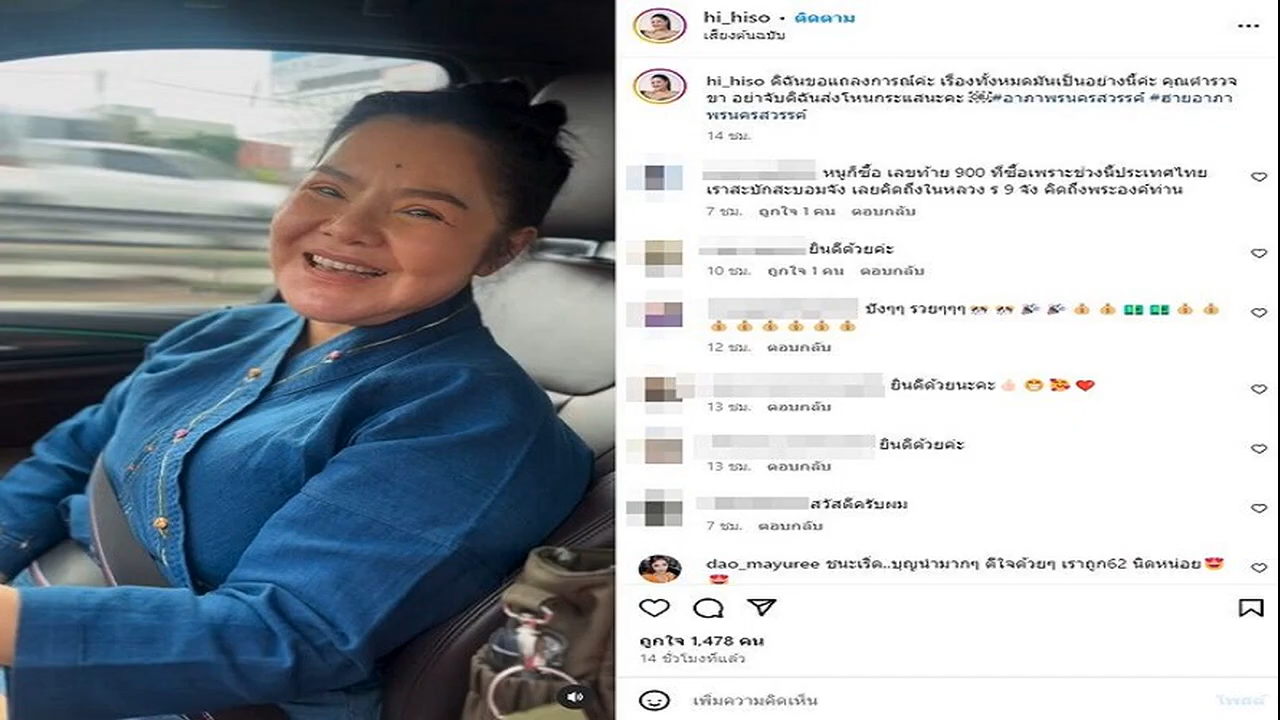 hi_hiso • ติดตาม
เสียงต้นฉบับ
hi_hiso ดิฉันขอแถลงการณ์ค่ะ เรื่องทั้งหมดมันเป็นอย่างนี้ค่ะ คุณตำรวจ
ขา อย่าจับดิฉันส่งโหนกระแสนะคะ #อาภาพรนครสวรรค์ #ฮายอาภา
พรนครสวรรค์
14 ชม.
หนูก็ซื้อ เลขท้าย 900 ที่ซื้อเพราะช่วงนี้ประเทศไทย
เราสะบักสะบอมจัง เลยคิดถึงในหลวง ร 9 จัง คิดถึงพระองค์ท่าน
7 ชม. ถูกใจ 1 คน ตอบกลับ
ยินดีด้วยค่ะ
10 ชม. ถูกใจ 1 คน ตอบกลับ
ปังๆๆ รวยๆๆๆ 🎉 🎉 💰 💰 💵 💵 💰 💰
💰 💰 💰 💰 💰 💰
12 ชม. ตอบกลับ
ยินดีด้วยนะคะ 👍🏻 😁 🥰 ❤️
13 ชม. ตอบกลับ
ยินดีด้วยค่ะ
13 ชม. ตอบกลับ
สวัสดีครับผม
7 ชม. ตอบกลับ
dao_mayuree ชนะเริ่ด..บุญนำมากๆ ดีใจด้วยๆ เราถูก62 นิดหน่อย 🤩
🤩
ถูกใจ 1,478 คน
14 ชั่วโมงที่แล้ว
เพิ่มความคิดเห็น
โพสต์